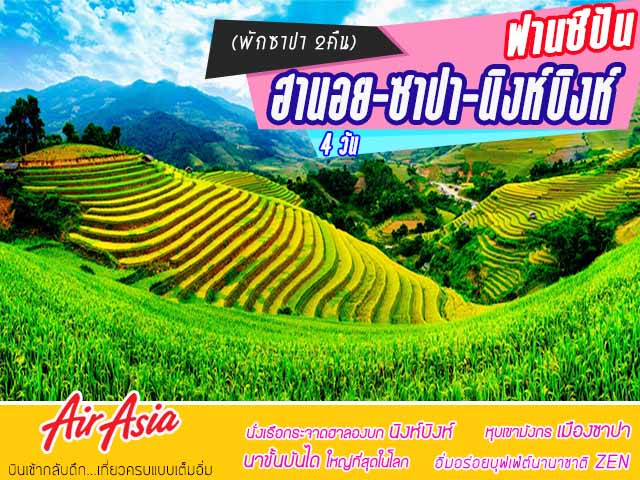 (พักซาปา 2คืน)
ฟานซิปัน
ฮานอย-ซาปา-นิงห์บิงห์
4 วัน
AirAsia
บินเช้ากลับดึก...เที่ยวครบแบบเต็มอิ่ม
นั่งเรือกระจาดฮาลองบก นิงห์บิงห์
หุบเขามังกร เมืองซาปา
นาขั้นบันได ใหญ่ที่สุดในโลก
อิ่มอร่อยบุฟเฟ่ต์นานาชาติ ZEN